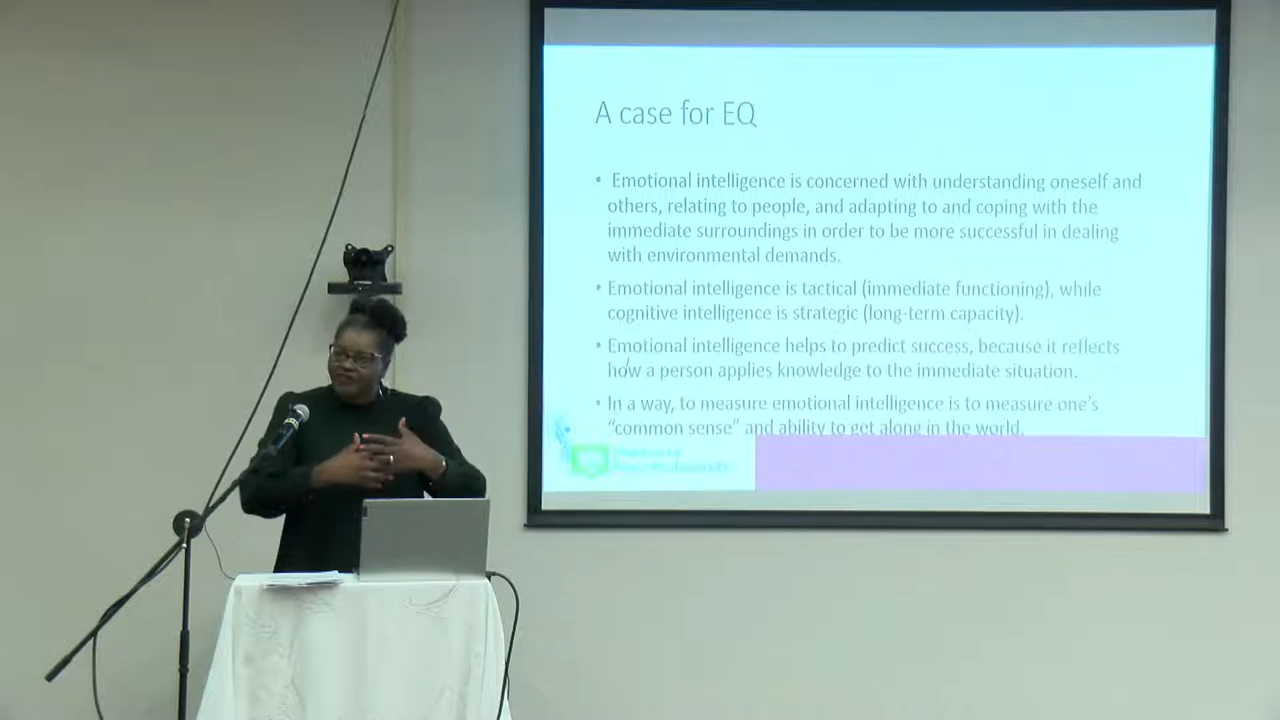 A case for EQ
• Emotional intelligence is concerned with understanding oneself and
others, relating to people, and adapting to and coping with the
immediate surroundings in order to be more successful in dealing
with environmental demands.
• Emotional intelligence is tactical (immediate functioning), while
cognitive intelligence is strategic (long-term capacity).
• Emotional intelligence helps to predict success, because it reflects
how a person applies knowledge to the immediate situation.
• In a way, to measure emotional intelligence is to measure one's
“common sense” and ability to get along in the world.